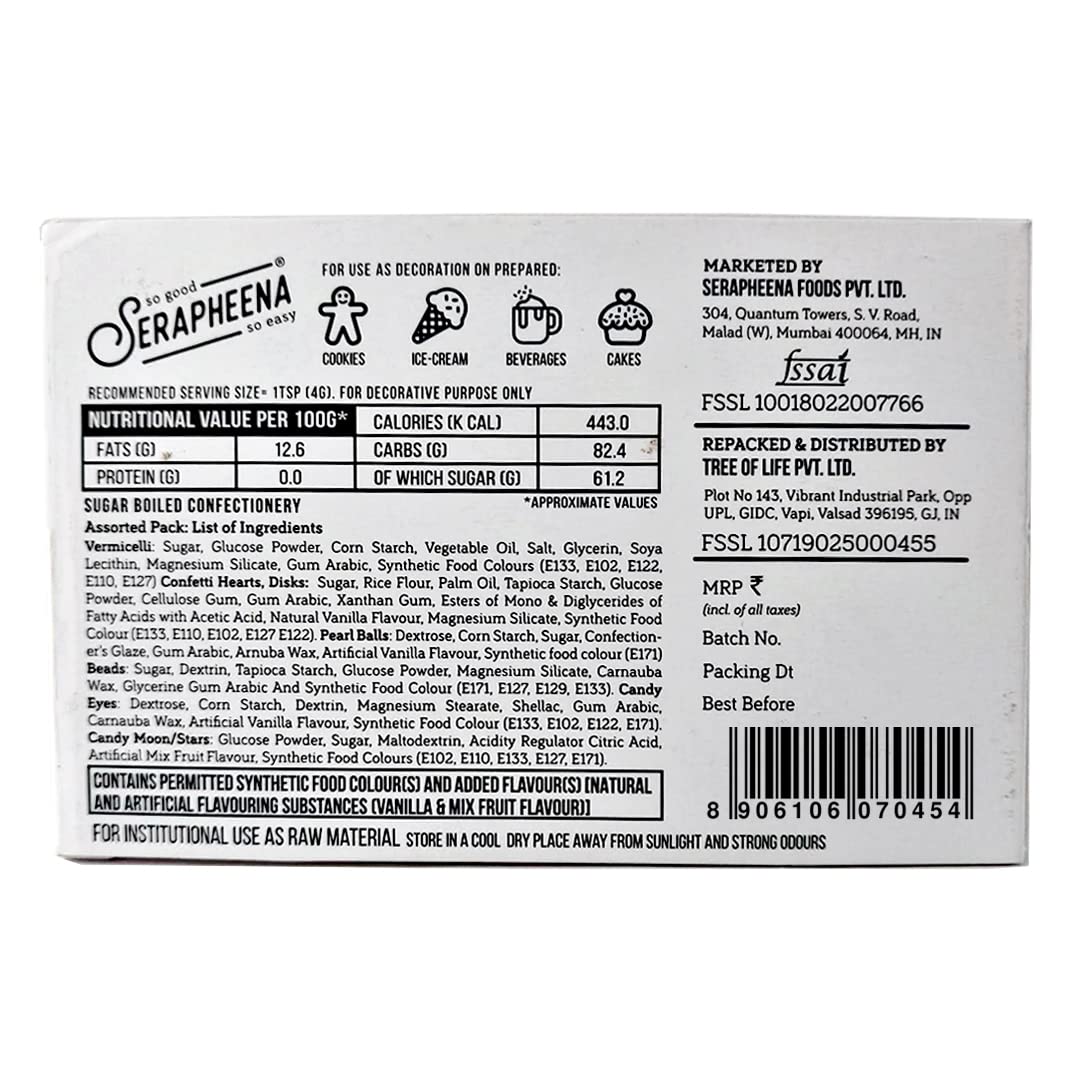 so good
SERAPHEENA®
so easy
FOR USE AS DECORATION ON PREPARED:
COOKIES
ICE-CREAM
BEVERAGES
CAKES
RECOMMENDED SERVING SIZE= 1TSP (4G). FOR DECORATIVE PURPOSE ONLY
NUTRITIONAL VALUE PER 100G* CALORIES (K CAL) 443.0
FATS (G) 12.6 CARBS (G) 82.4
PROTEIN (G) 0.0 OF WHICH SUGAR (G) 61.2
SUGAR BOILED CONFECTIONERY *APPROXIMATE VALUES
Assorted Pack: List of Ingredients
Vermicelli: Sugar, Glucose Powder, Corn Starch, Vegetable Oil, Salt, Glycerin, Soya
Lecithin, Magnesium Silicate, Gum Arabic, Synthetic Food Colours (E133, E102, E122,
E110, E127) Confetti Hearts, Disks: Sugar, Rice Flour, Palm Oil, Tapioca Starch, Glucose
Powder, Cellulose Gum, Gum Arabic, Xanthan Gum, Esters of Mono & Diglycerides of
Fatty Acids with Acetic Acid, Natural Vanilla Flavour, Magnesium Silicate, Synthetic Food
Colour (E133, E110, E102, E127 E122). Pearl Balls: Dextrose, Corn Starch, Sugar, Confection-
er's Glaze, Gum Arabic, Arnuba Wax, Artificial Vanilla Flavour, Synthetic food colour (E171)
Beads: Sugar, Dextrin, Tapioca Starch, Glucose Powder, Magnesium Silicate, Carnauba
Wax, Glycerine Gum Arabic And Synthetic Food Colour (E171, E127, E129, E133). Candy
Eyes: Dextrose, Corn Starch, Dextrin, Magnesium Stearate, Shellac, Gum Arabic,
Carnauba Wax, Artificial Vanilla Flavour, Synthetic Food Colour (E133, E102, E122, E171).
Candy Moon/Stars: Glucose Powder, Sugar, Maltodextrin, Acidity Regulator Citric Acid,
Artificial Mix Fruit Flavour, Synthetic Food Colours (E102, E110, E133, E127, E171).
CONTAINS PERMITTED SYNTHETIC FOOD COLOUR(S) AND ADDED FLAVOUR(S) [NATURAL
AND ARTIFICIAL FLAVOURING SUBSTANCES (VANILLA & MIX FRUIT FLAVOUR)]
FOR INSTITUTIONAL USE AS RAW MATERIAL STORE IN A COOL DRY PLACE AWAY FROM SUNLIGHT AND STRONG ODOURS
MARKETED BY
SERAPHEENA FOODS PVT. LTD.
304, Quantum Towers, S. V. Road,
Malad (W), Mumbai 400064, MH, IN
fssai
FSSL 10018022007766
REPACKED & DISTRIBUTED BY
TREE OF LIFE PVT. LTD.
Plot No 143, Vibrant Industrial Park, Opp
UPL, GIDC, Vapi, Valsad 396195, GJ, IN
FSSL 10719025000455
MRP ₹
(incl. of all taxes)
Batch No.
Packing Dt
Best Before
8 906106 070454